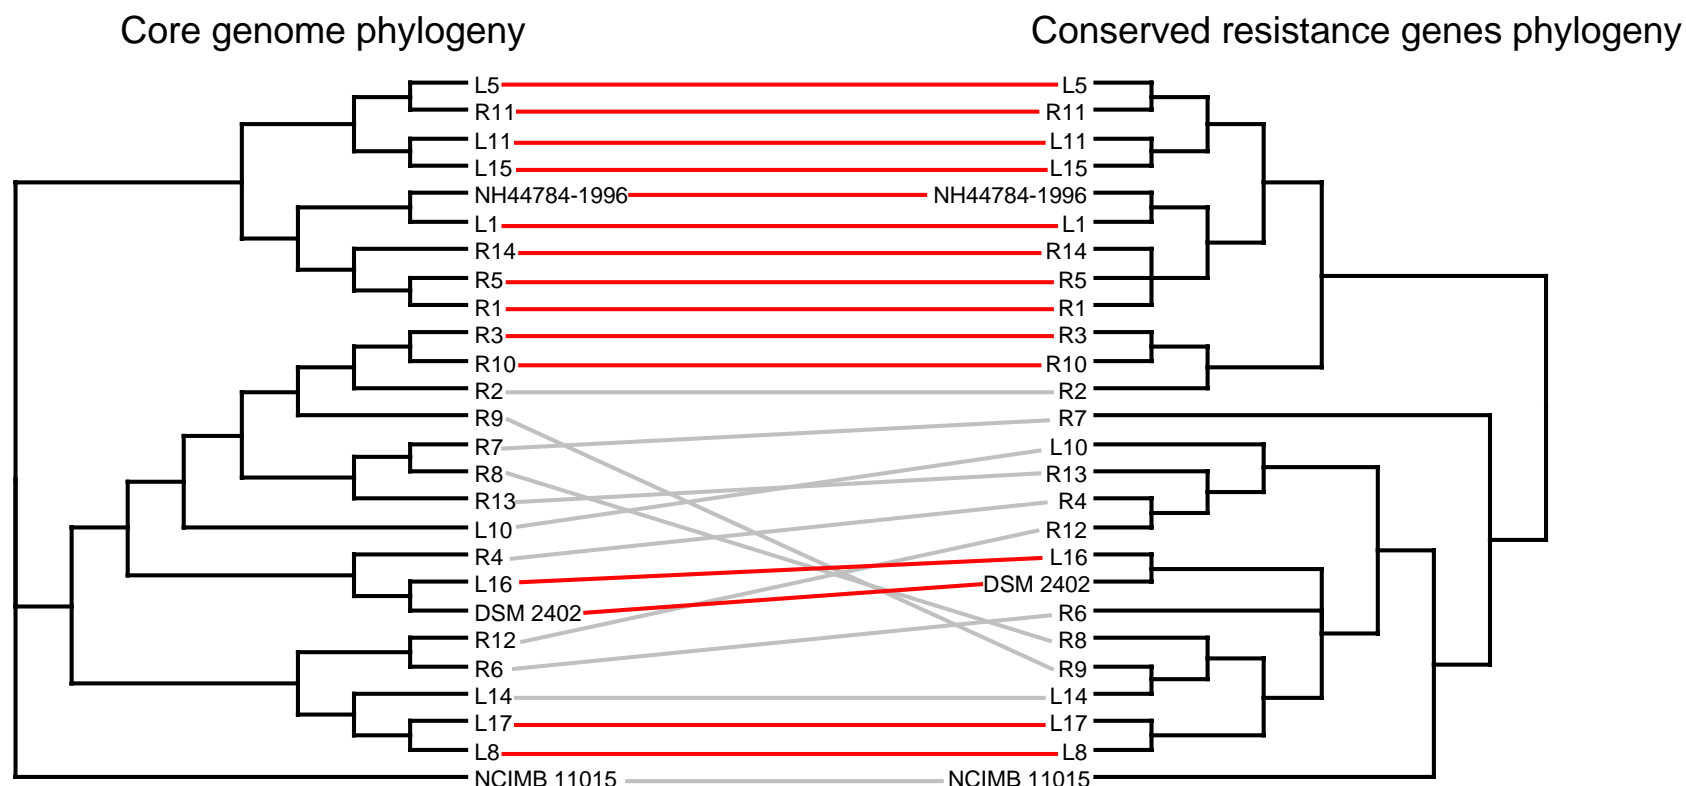 Core genome phylogeny Conserved resistance genes phylogeny
L5 L5
R11 R11
L11 L11
L15 L15
NH44784-1996 NH44784-1996
L1 L1
R14 R14
R5 R5
R1 R1
R3 R3
R10 R10
R2 R2
R9 R7
R7 L10
R8 R13
R13 R4
L10 R12
R4 L16
L16 DSM 2402
DSM 2402 R6
R12 R8
R6 R9
L14 L14
L17 L17
L8 L8
NCIMB 11015 NCIMB 11015